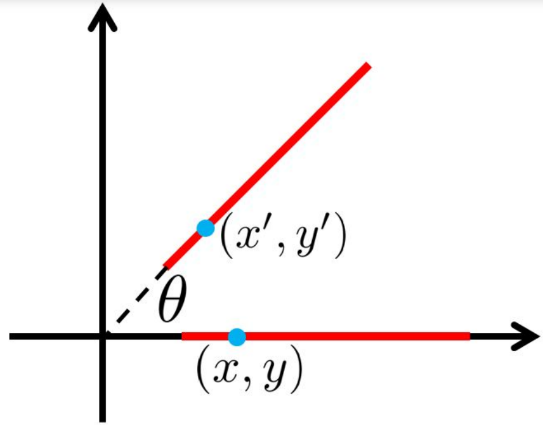 (x′, y′)
θ
(x, y)